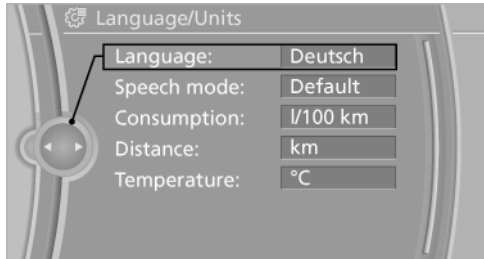 Language/Units
Language: Deutsch
Speech mode: Default
Consumption: l/100 km
Distance: km
Temperature: °C